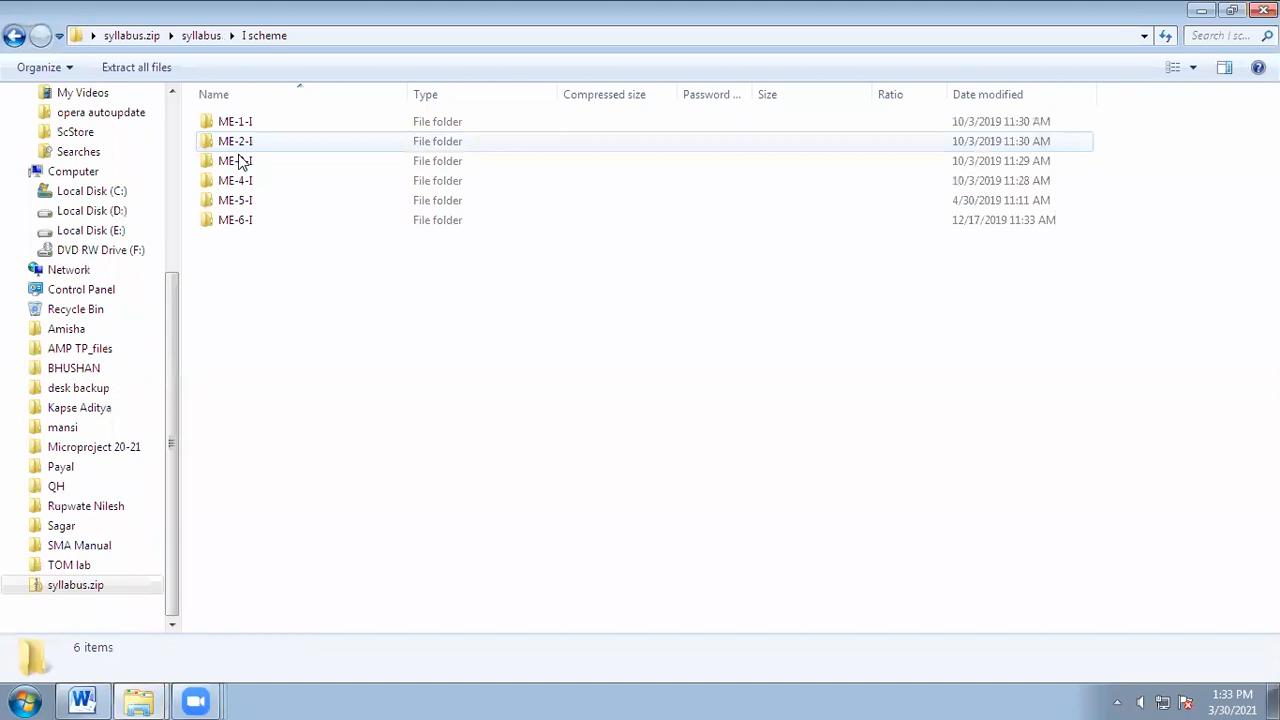 syllabus.zip syllabus I scheme Search I sc...
Organize Extract all files
Name Type Compressed size Password ... Size Ratio Date modified
My Videos
opera autoupdate
ScStore
Searches
Computer
Local Disk (C:)
Local Disk (D:)
Local Disk (E:)
DVD RW Drive (F:)
Network
Control Panel
Recycle Bin
Amisha
AMP TP_files
BHUSHAN
desk backup
Kapse Aditya
mansi
Microproject 20-21
Payal
QH
Rupwate Nilesh
Sagar
SMA Manual
TOM lab
syllabus.zip
ME-1-I File folder 10/3/2019 11:30 AM
ME-2-I File folder 10/3/2019 11:30 AM
File folder 10/3/2019 11:29 AM
ME-4-I File folder 10/3/2019 11:28 AM
ME-5-I File folder 4/30/2019 11:11 AM
ME-6-I File folder 12/17/2019 11:33 AM
6 items
1:33 PM
3/30/2021